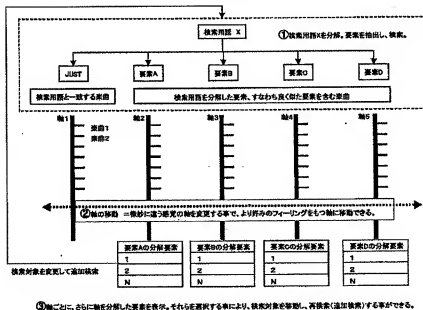 検索用語 X
①検索用語Xを分解。要素を抽出し、検索。
JUST
要素A
要素B
要素C
要素D
検索用語と一致する楽曲
検索用語を分解した要素、すなわち良く似た要素を含む楽曲
軸1
軸2
軸3
軸4
軸5
楽曲1
楽曲2
②軸の移動 =微妙に違う感覚の軸を変更する事で、より好みのフィーリングをもつ軸に移動できる。
要素Aの分解要素
要素Bの分解要素
要素Cの分解要素
要素Dの分解要素
1
1
1
1
2
2
2
2
N
N
N
N
検索対象を変更して追加検索
③軸ごとに、さらに軸を分解した要素を表示。それらを選択する事により、検索対象を移動し、再検索(追加検索)する事ができる。